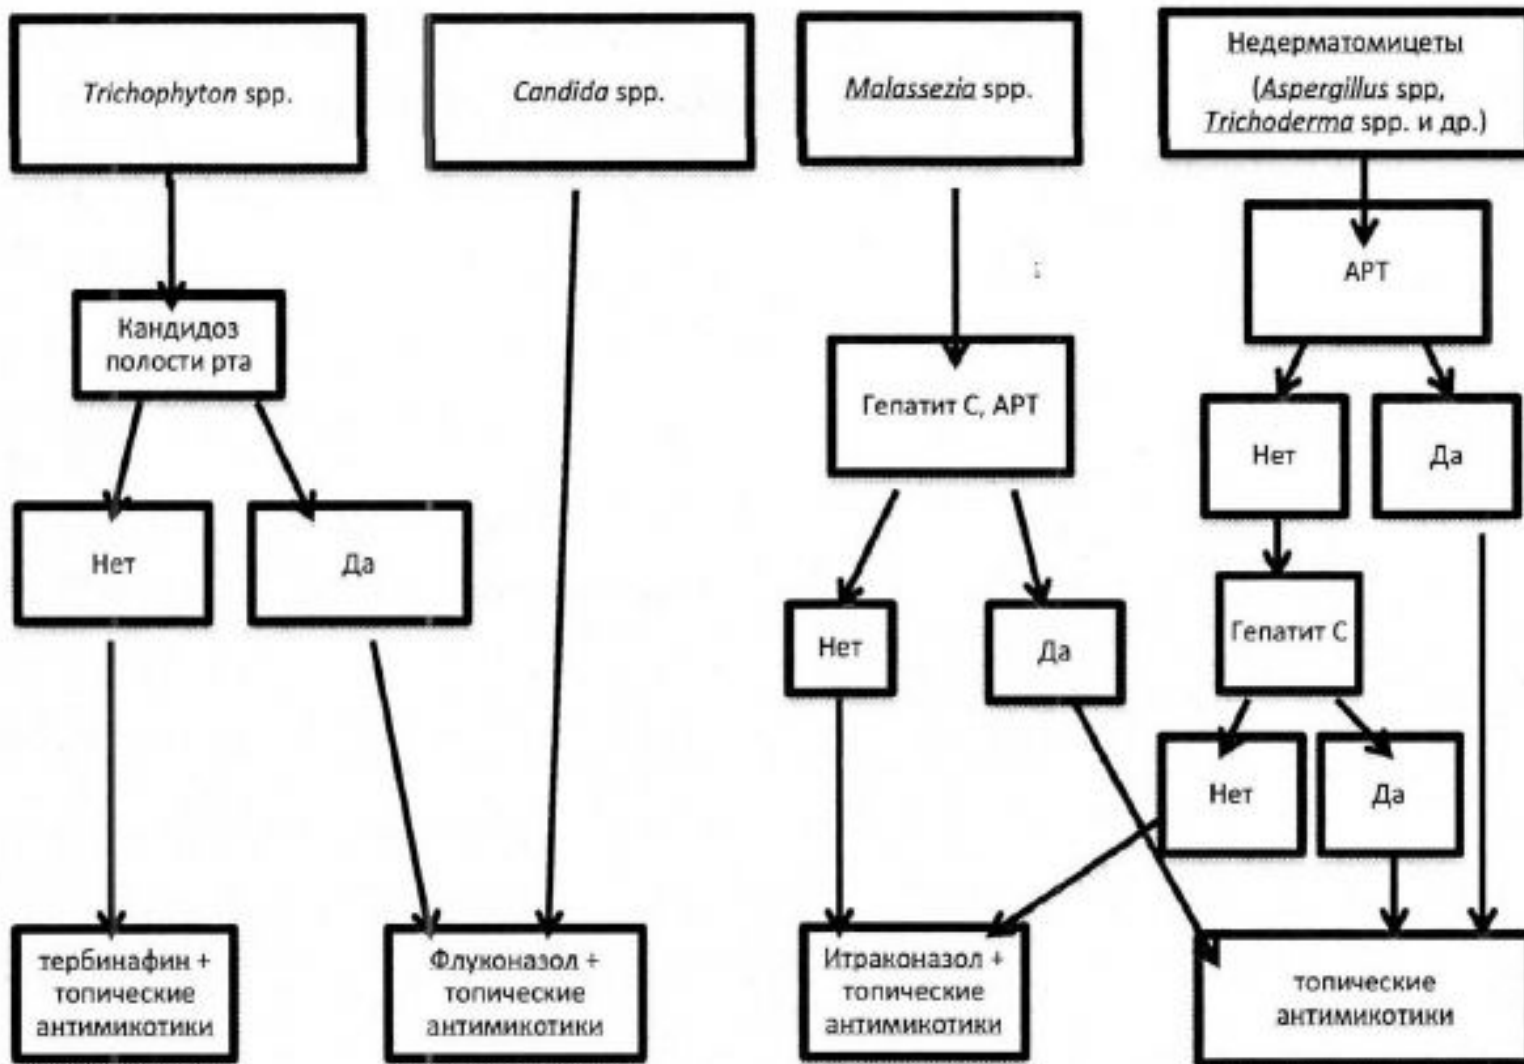 Trichophyton spp.
Candida spp.
Malassezia spp.
Недерматомицеты
(Aspergillus spp,
Trichoderma spp. и др.)
АРТ
Кандидоз
полости рта
Гепатит С, АРТ
Нет
Да
Нет
Да
Нет
Да
Гепатит С
Нет
Да
тербинафин +
топические
антимикотики
Флуконазол +
топические
антимикотики
Итраконазол +
топические
антимикотики
топические
антимикотики